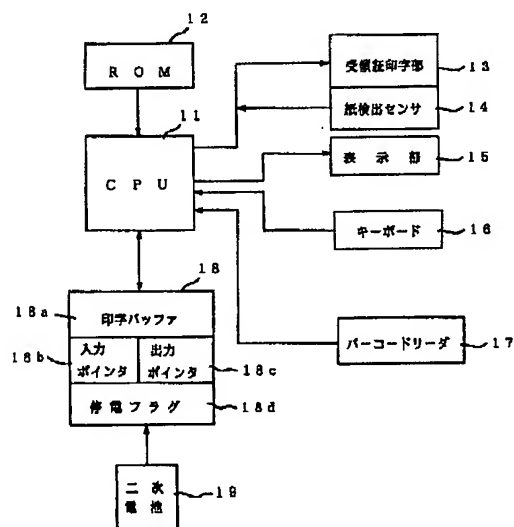 12
ROM
受領証印字部
13
11
紙検出センサ
14
CPU
表示部
15
キーボード
16
18
18a
印字バッファ
バーコードリーダ
17
18b
入力
ポインタ
出力
ポインタ
18c
停電フラグ
18d
二次
電池
19